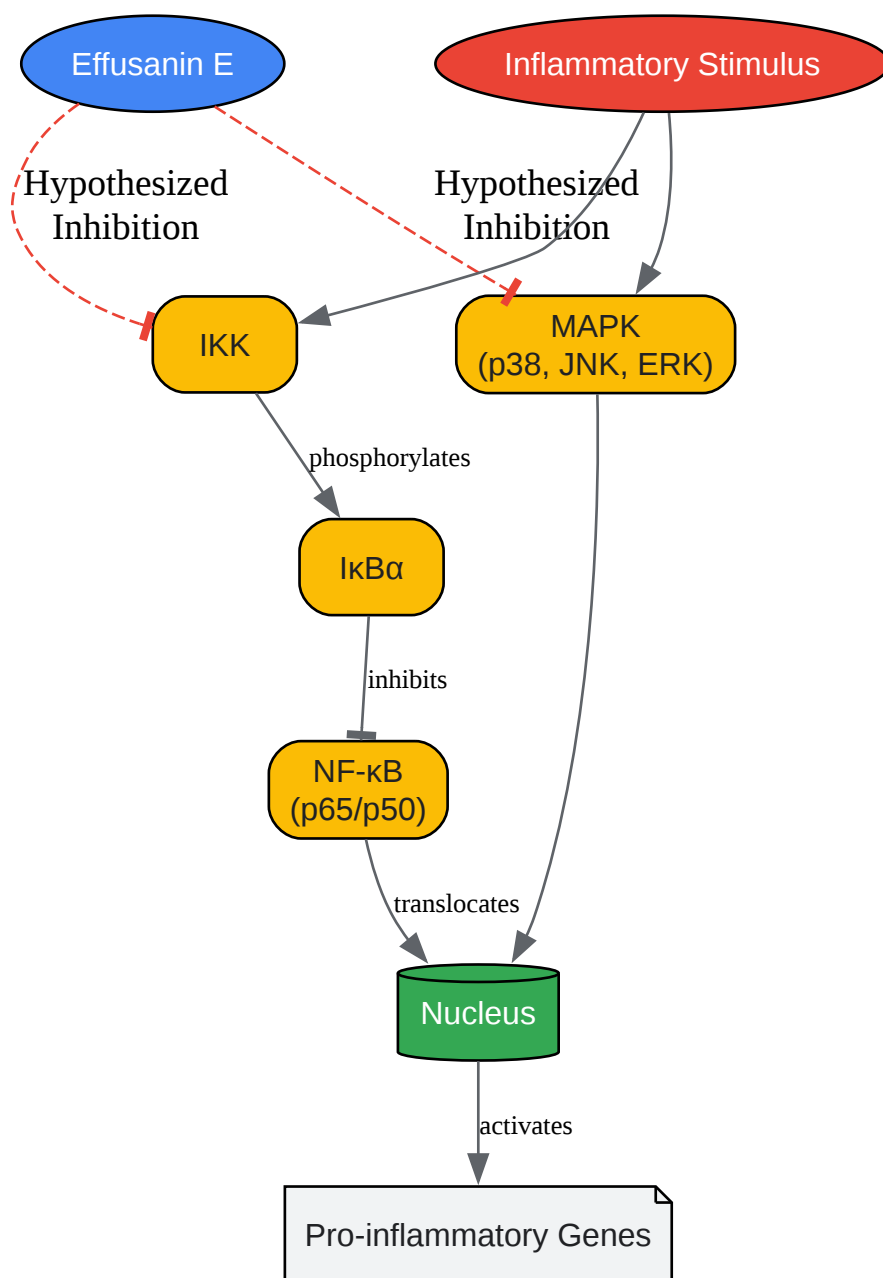 Effusanin E
Inflammatory Stimulus
Hypothesized
Inhibition
Hypothesized
Inhibition
IKK
MAPK
(p38, JNK, ERK)
phosphorylates
IκBα
inhibits
NF-κB
(p65/p50)
translocates
Nucleus
activates
Pro-inflammatory Genes